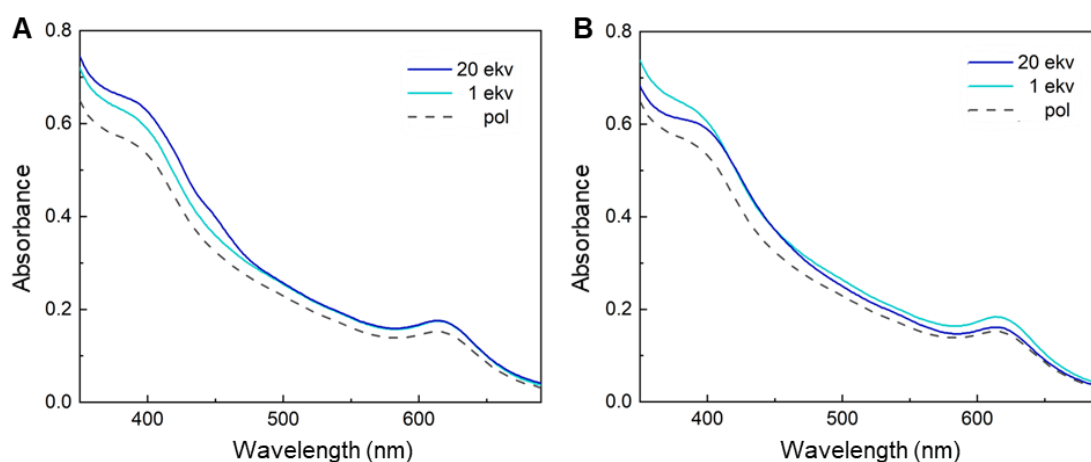 A
0.8
0.6
0.4
0.2
0.0
Absorbance
20 ekv
1 ekv
pol
400
500
600
Wavelength (nm)
B
0.8
0.6
0.4
0.2
0.0
Absorbance
20 ekv
1 ekv
pol
400
500
600
Wavelength (nm)